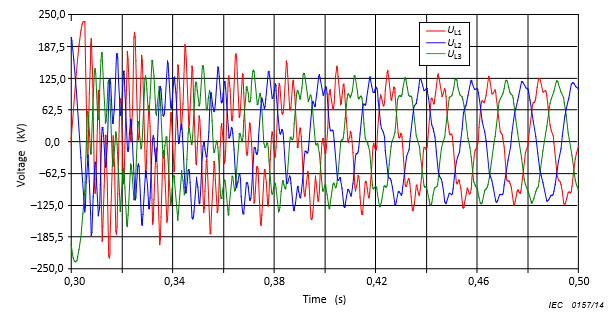 250,0
187,5
125,0
62,5
0,0
–62,5
–125,0
–187,5
–250,0
Voltage (kV)
UL1
UL2
UL3
0,30
0,34
0,38
0,42
0,46
0,50
Time (s)
IEC 0157/14